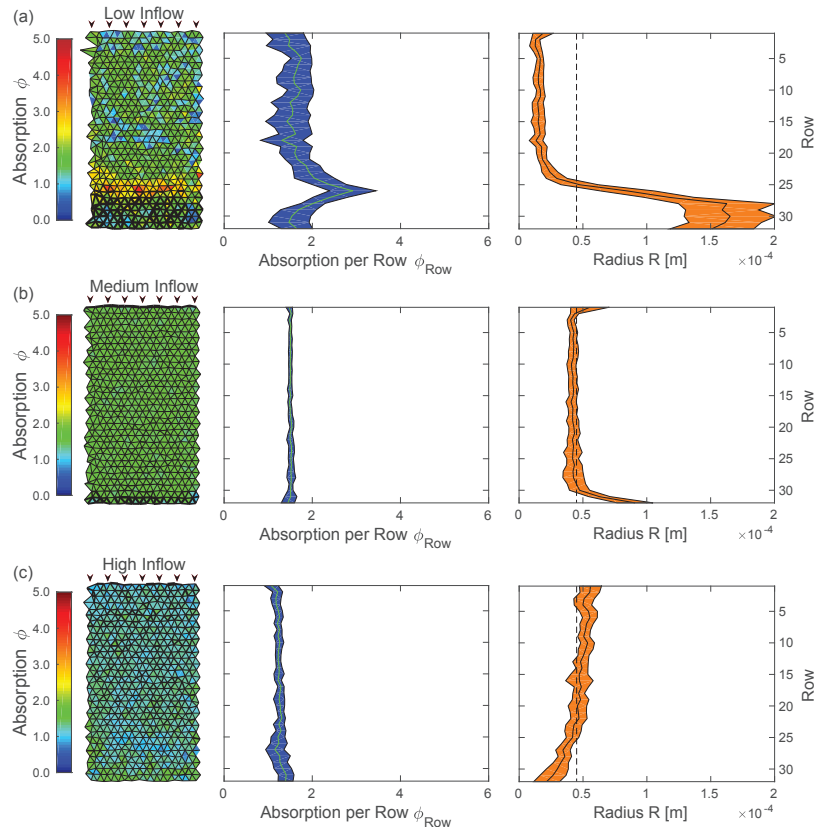 (a) Low Inflow
Absorption ϕ
5.0
4.0
3.0
2.0
1.0
0.0
0 2 4 6
Absorption per Row ϕRow
0 0.5 1 1.5 2
Radius R [m] ×10⁻⁴
5
10
15
20
25
30
Row
(b) Medium Inflow
Absorption ϕ
5.0
4.0
3.0
2.0
1.0
0.0
0 2 4 6
Absorption per Row ϕRow
0 0.5 1 1.5 2
Radius R [m] ×10⁻⁴
5
10
15
20
25
30
Row
(c) High Inflow
Absorption ϕ
5.0
4.0
3.0
2.0
1.0
0.0
0 2 4 6
Absorption per Row ϕRow
0 0.5 1 1.5 2
Radius R [m] ×10⁻⁴
5
10
15
20
25
30
Row